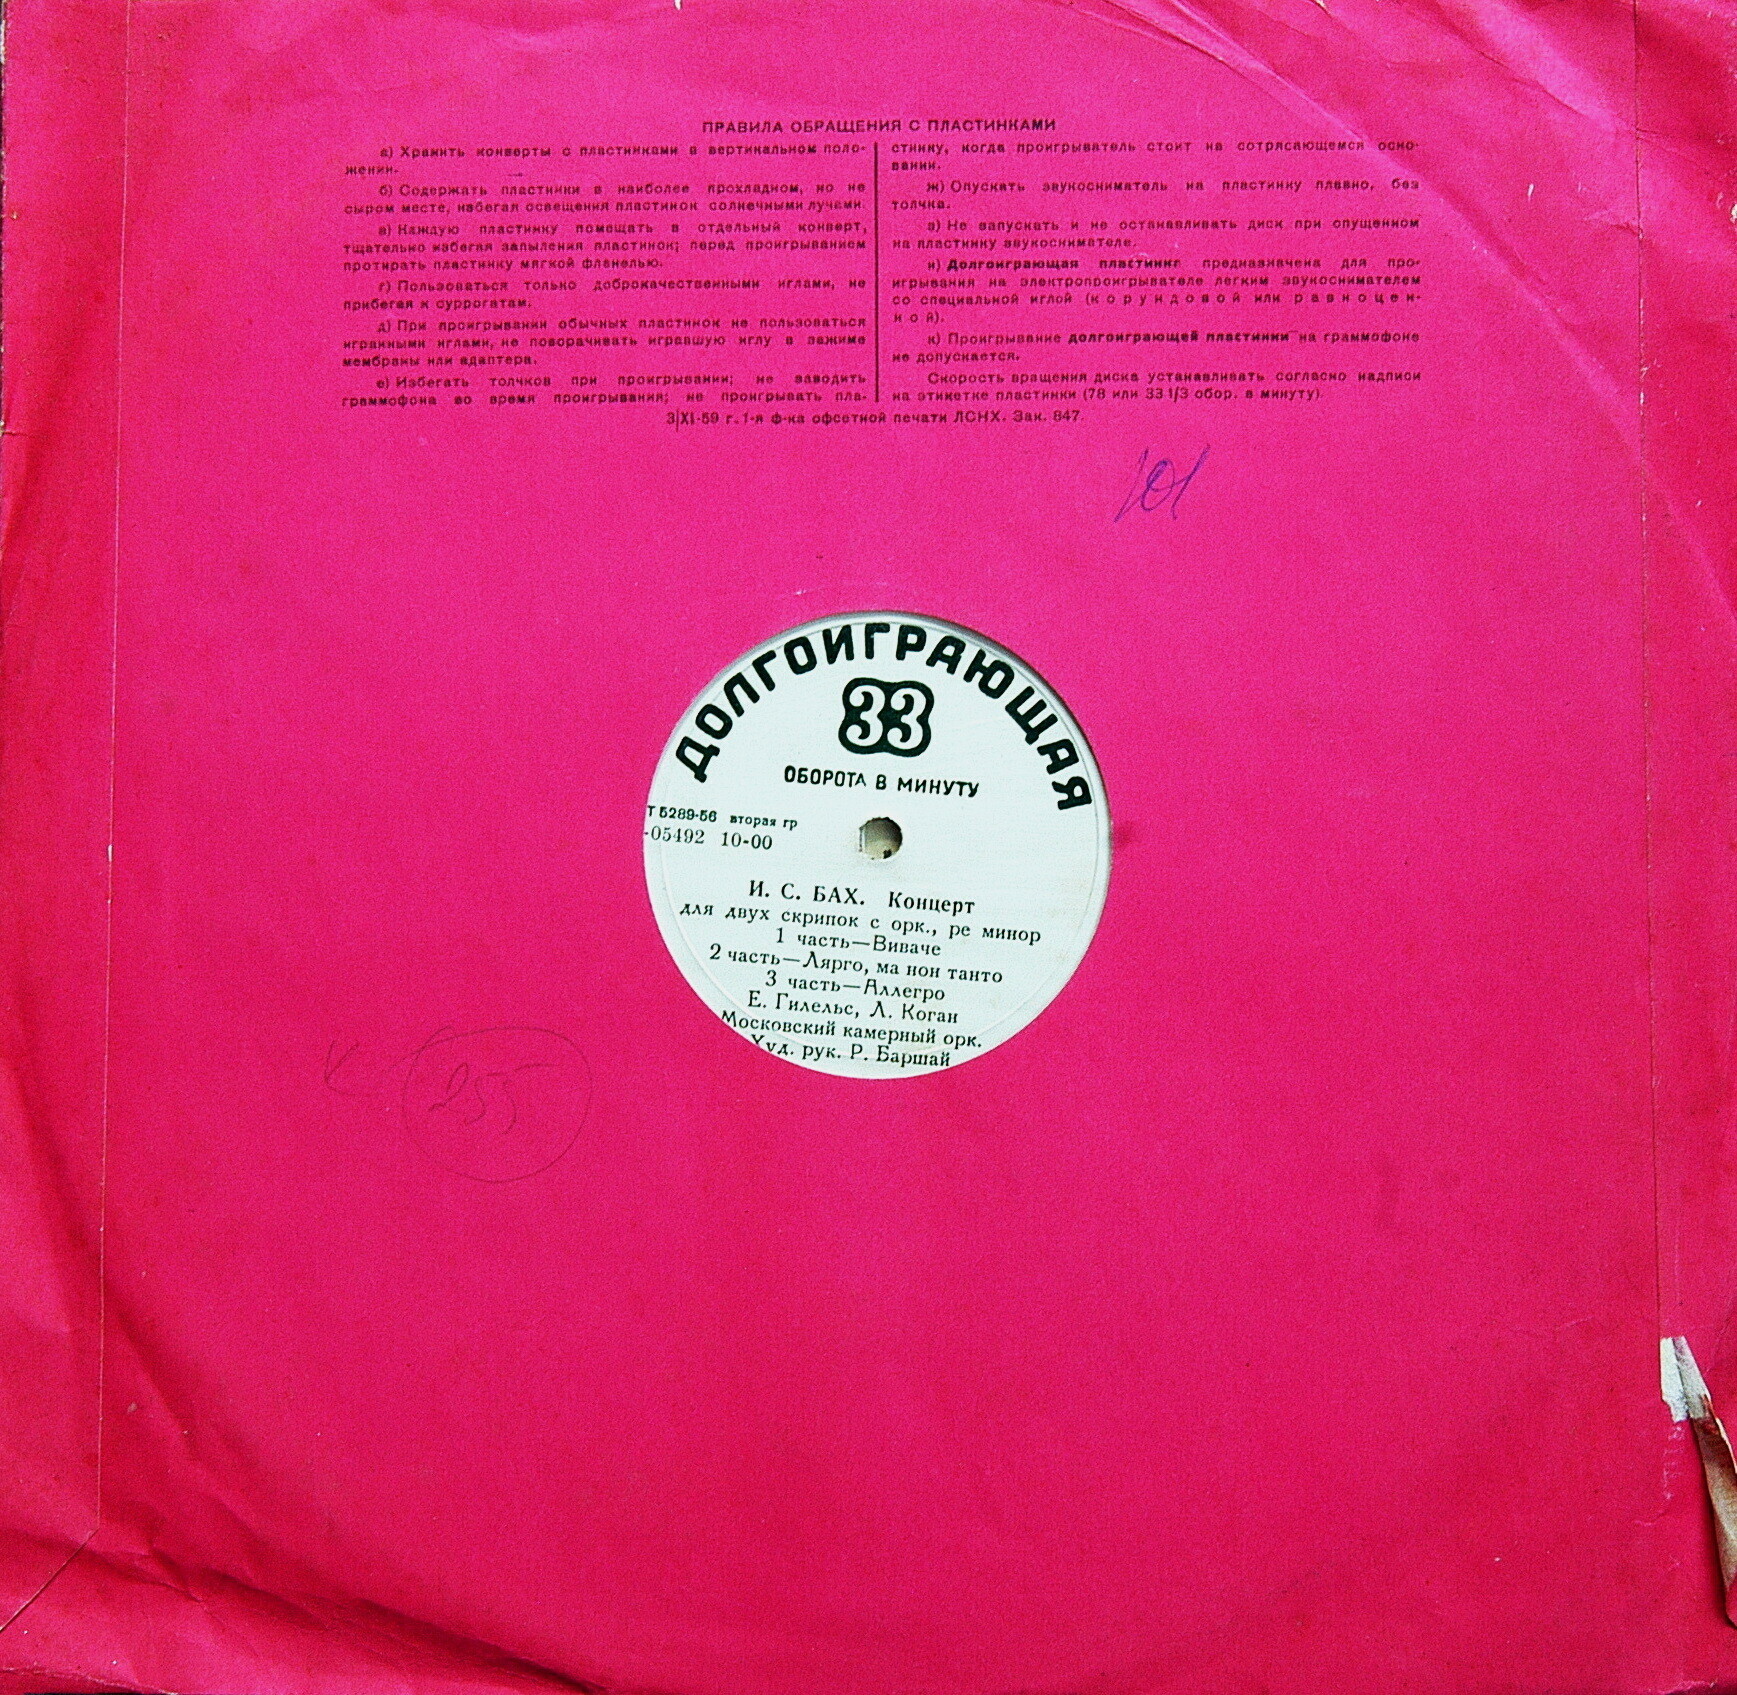 ПРАВИЛА ОБРАЩЕНИЯ С ПЛАСТИНКАМИ
а) Хранить конверты с пластинками в вертикальном поло-
жении.
б) Содержать пластинки в наиболее прохладном, но не
сыром месте, избегая освещения пластинок солнечными лучами.
в) Каждую пластинку помещать в отдельный конверт,
тщательно избегая запыления пластинок; перед проигрыванием
протирать пластинку мягкой фланелью.
г) Пользоваться только доброкачественными иглами, не
прибегая к суррогатам.
д) При проигрывании обычных пластинок не пользоваться
игранными иглами, не поворачивать игравшую иглу в зажиме
мембраны или адаптера.
е) Избегать толчков при проигрывании; не заводить
граммофона во время проигрывания; не проигрывать пла-
стинку, когда проигрыватель стоит на сотрясающемся осно-
вании.
ж) Опускать звукосниматель на пластинку плавно, без
толчка.
з) Не запускать и не останавливать диск при опущенном
на пластинку звукоснимателе.
и) Долгоиграющая пластинка предназначена для про-
игрывания на электропроигрывателе легким звукоснимателем
со специальной иглой (корундовой или равноцен-
ной).
к) Проигрывание долгоиграющей пластинки на граммофоне
не допускается.
Скорость вращения диска устанавливать согласно надписи
на этикетке пластинки (78 или 33 1/3 обор. в минуту).
3/XI-59 г. 1-я ф-ка офсетной печати ЛСНХ. Зак. 847.
101
ДОЛГОИГРАЮЩАЯ
33
ОБОРОТА В МИНУТУ
Т 5289-56 вторая гр
-05492 10-00
И. С. БАХ. Концерт
для двух скрипок с орк., ре минор
1 часть—Виваче
2 часть—Лярго, ма нон танто
3 часть—Аллегро
Е. Гилельс, Л. Коган
Московский камерный орк.
Худ. рук. Р. Баршай
255